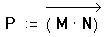 P := (M · N)